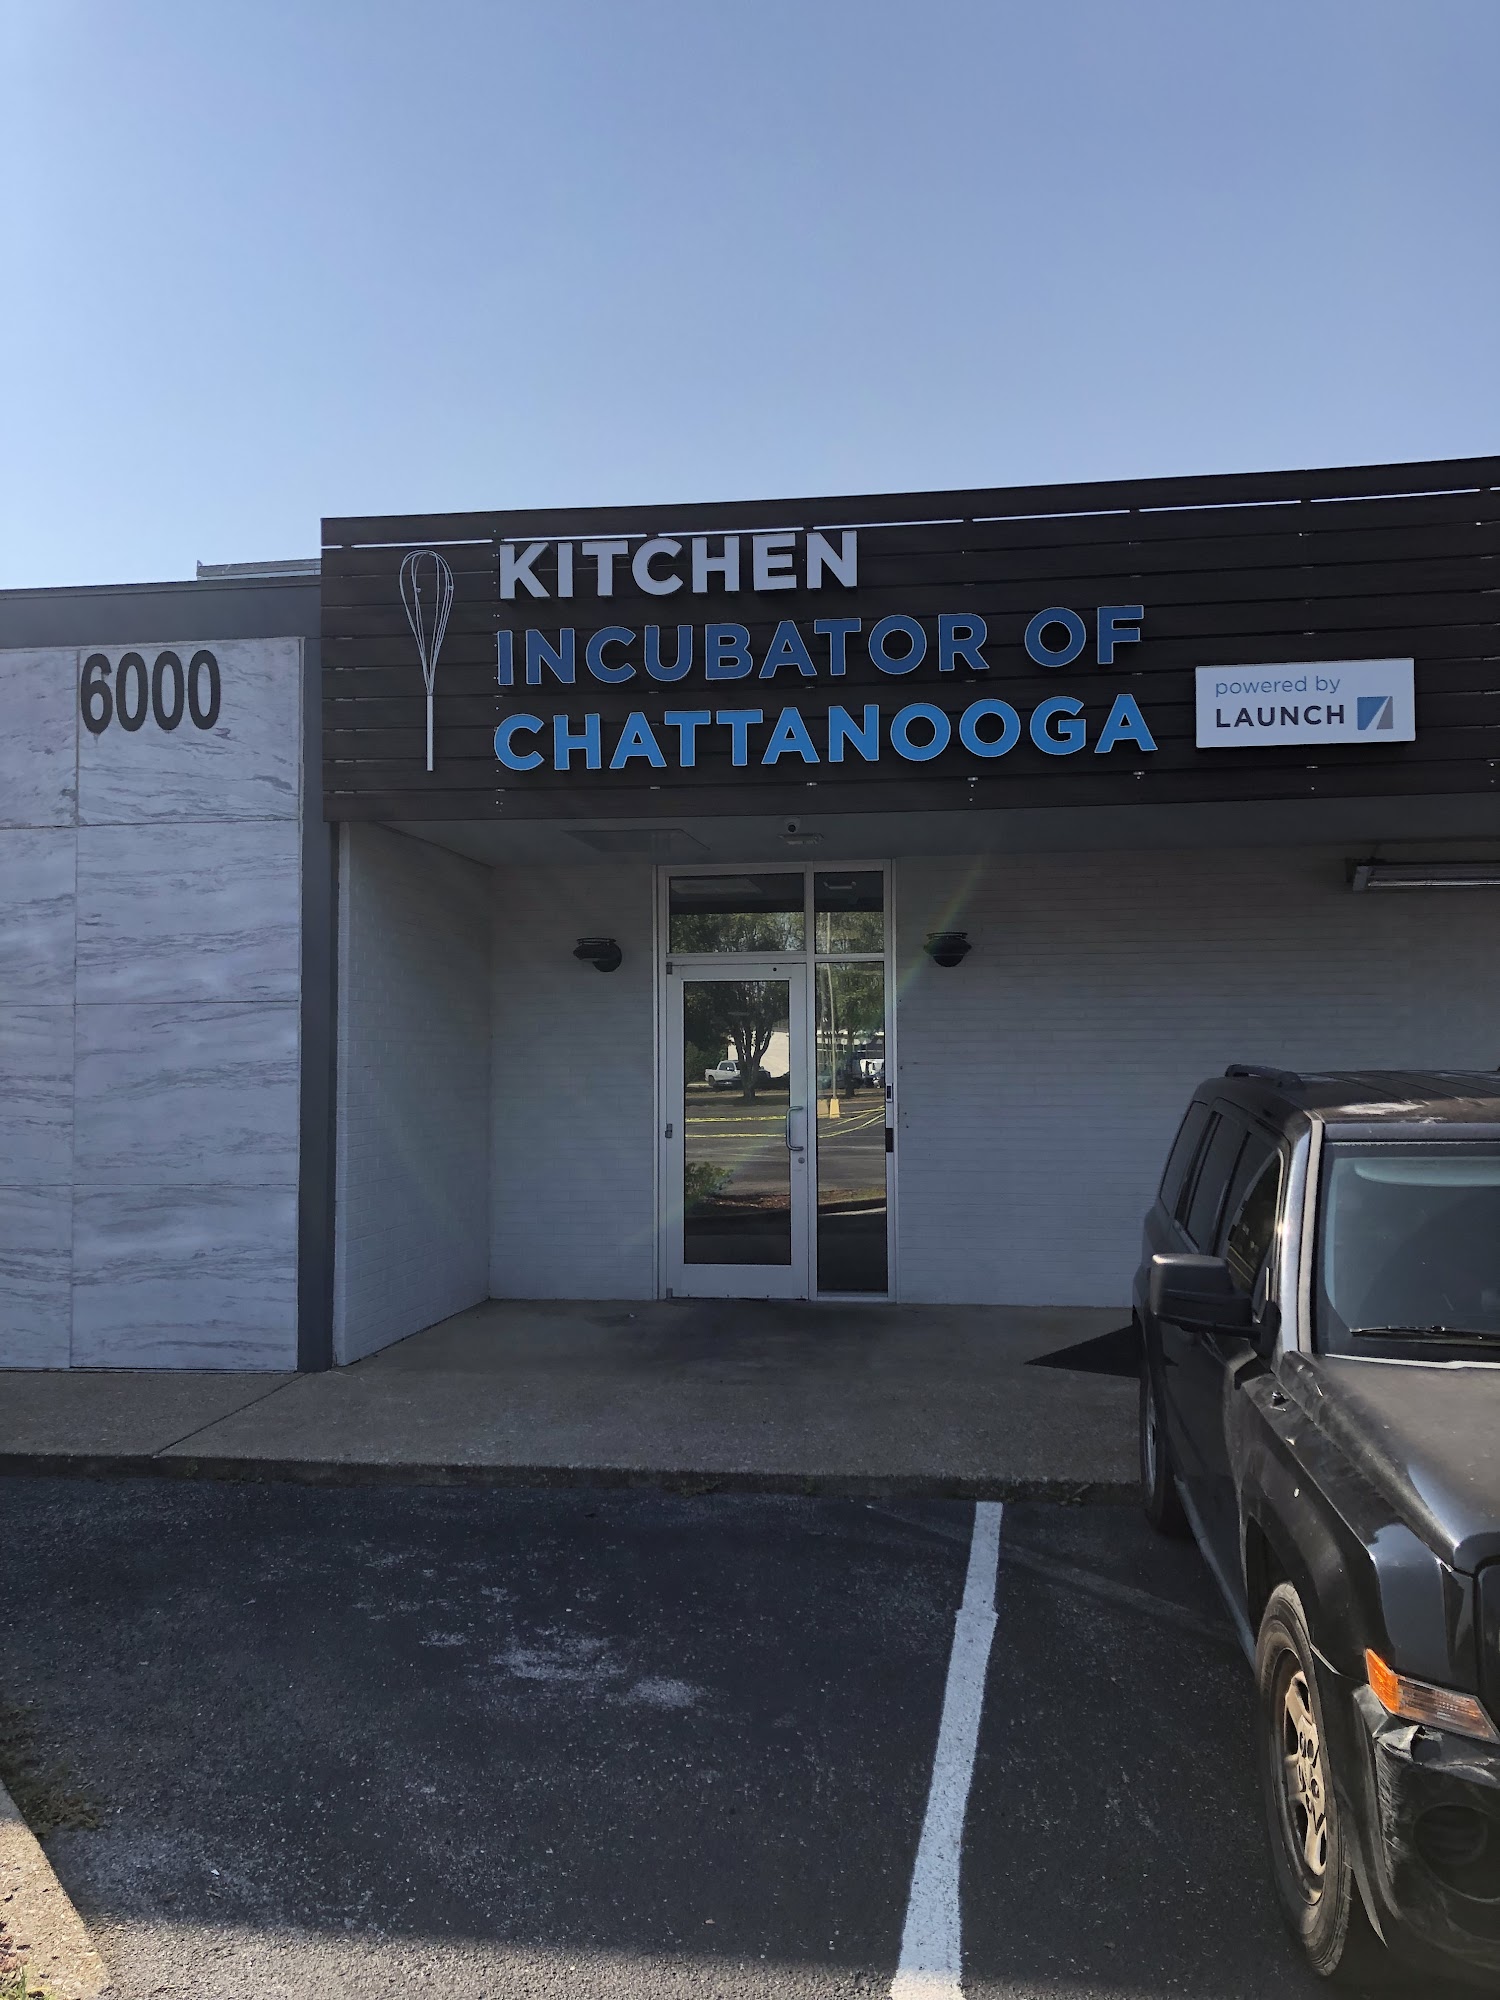 6000
KITCHEN
INCUBATOR OF
CHATTANOOGA
powered by
LAUNCH